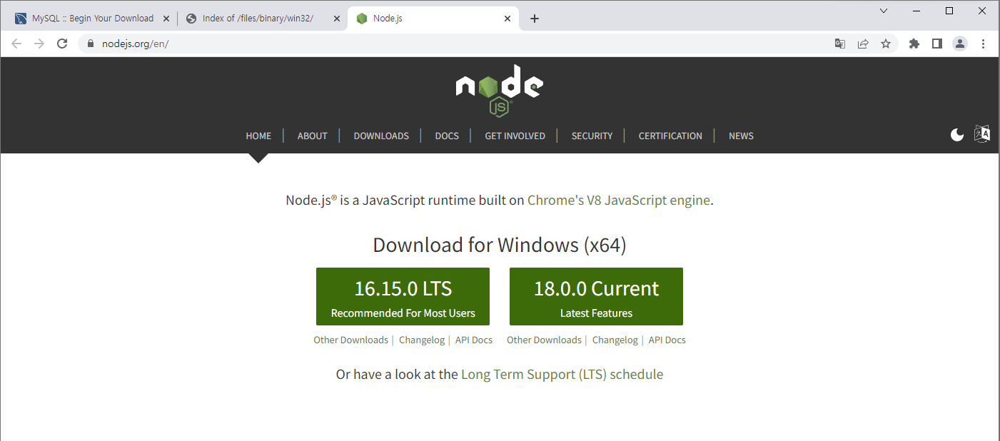 MySQL :: Begin Your Download
Index of /files/binary/win32/
Node.js
nodejs.org/en/
node
JS
HOME | ABOUT | DOWNLOADS | DOCS | GET INVOLVED | SECURITY | CERTIFICATION | NEWS
Node.js® is a JavaScript runtime built on Chrome's V8 JavaScript engine.
Download for Windows (x64)
16.15.0 LTS
Recommended For Most Users
18.0.0 Current
Latest Features
Other Downloads | Changelog | API Docs
Other Downloads | Changelog | API Docs
Or have a look at the Long Term Support (LTS) schedule